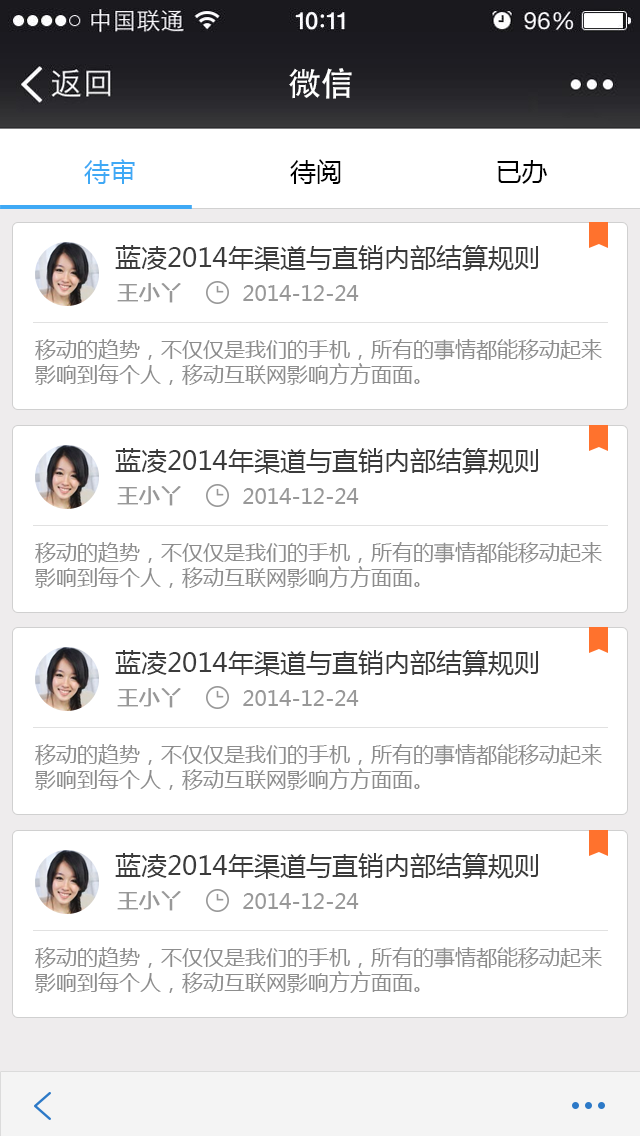 中国联通 10:11 96%
返回 微信
待审 待阅 已办
蓝凌2014年渠道与直销内部结算规则
王小丫 2014-12-24
移动的趋势，不仅仅是我们的手机，所有的事情都能移动起来
影响到每个人，移动互联网影响方方面面。
蓝凌2014年渠道与直销内部结算规则
王小丫 2014-12-24
移动的趋势，不仅仅是我们的手机，所有的事情都能移动起来
影响到每个人，移动互联网影响方方面面。
蓝凌2014年渠道与直销内部结算规则
王小丫 2014-12-24
移动的趋势，不仅仅是我们的手机，所有的事情都能移动起来
影响到每个人，移动互联网影响方方面面。
蓝凌2014年渠道与直销内部结算规则
王小丫 2014-12-24
移动的趋势，不仅仅是我们的手机，所有的事情都能移动起来
影响到每个人，移动互联网影响方方面面。